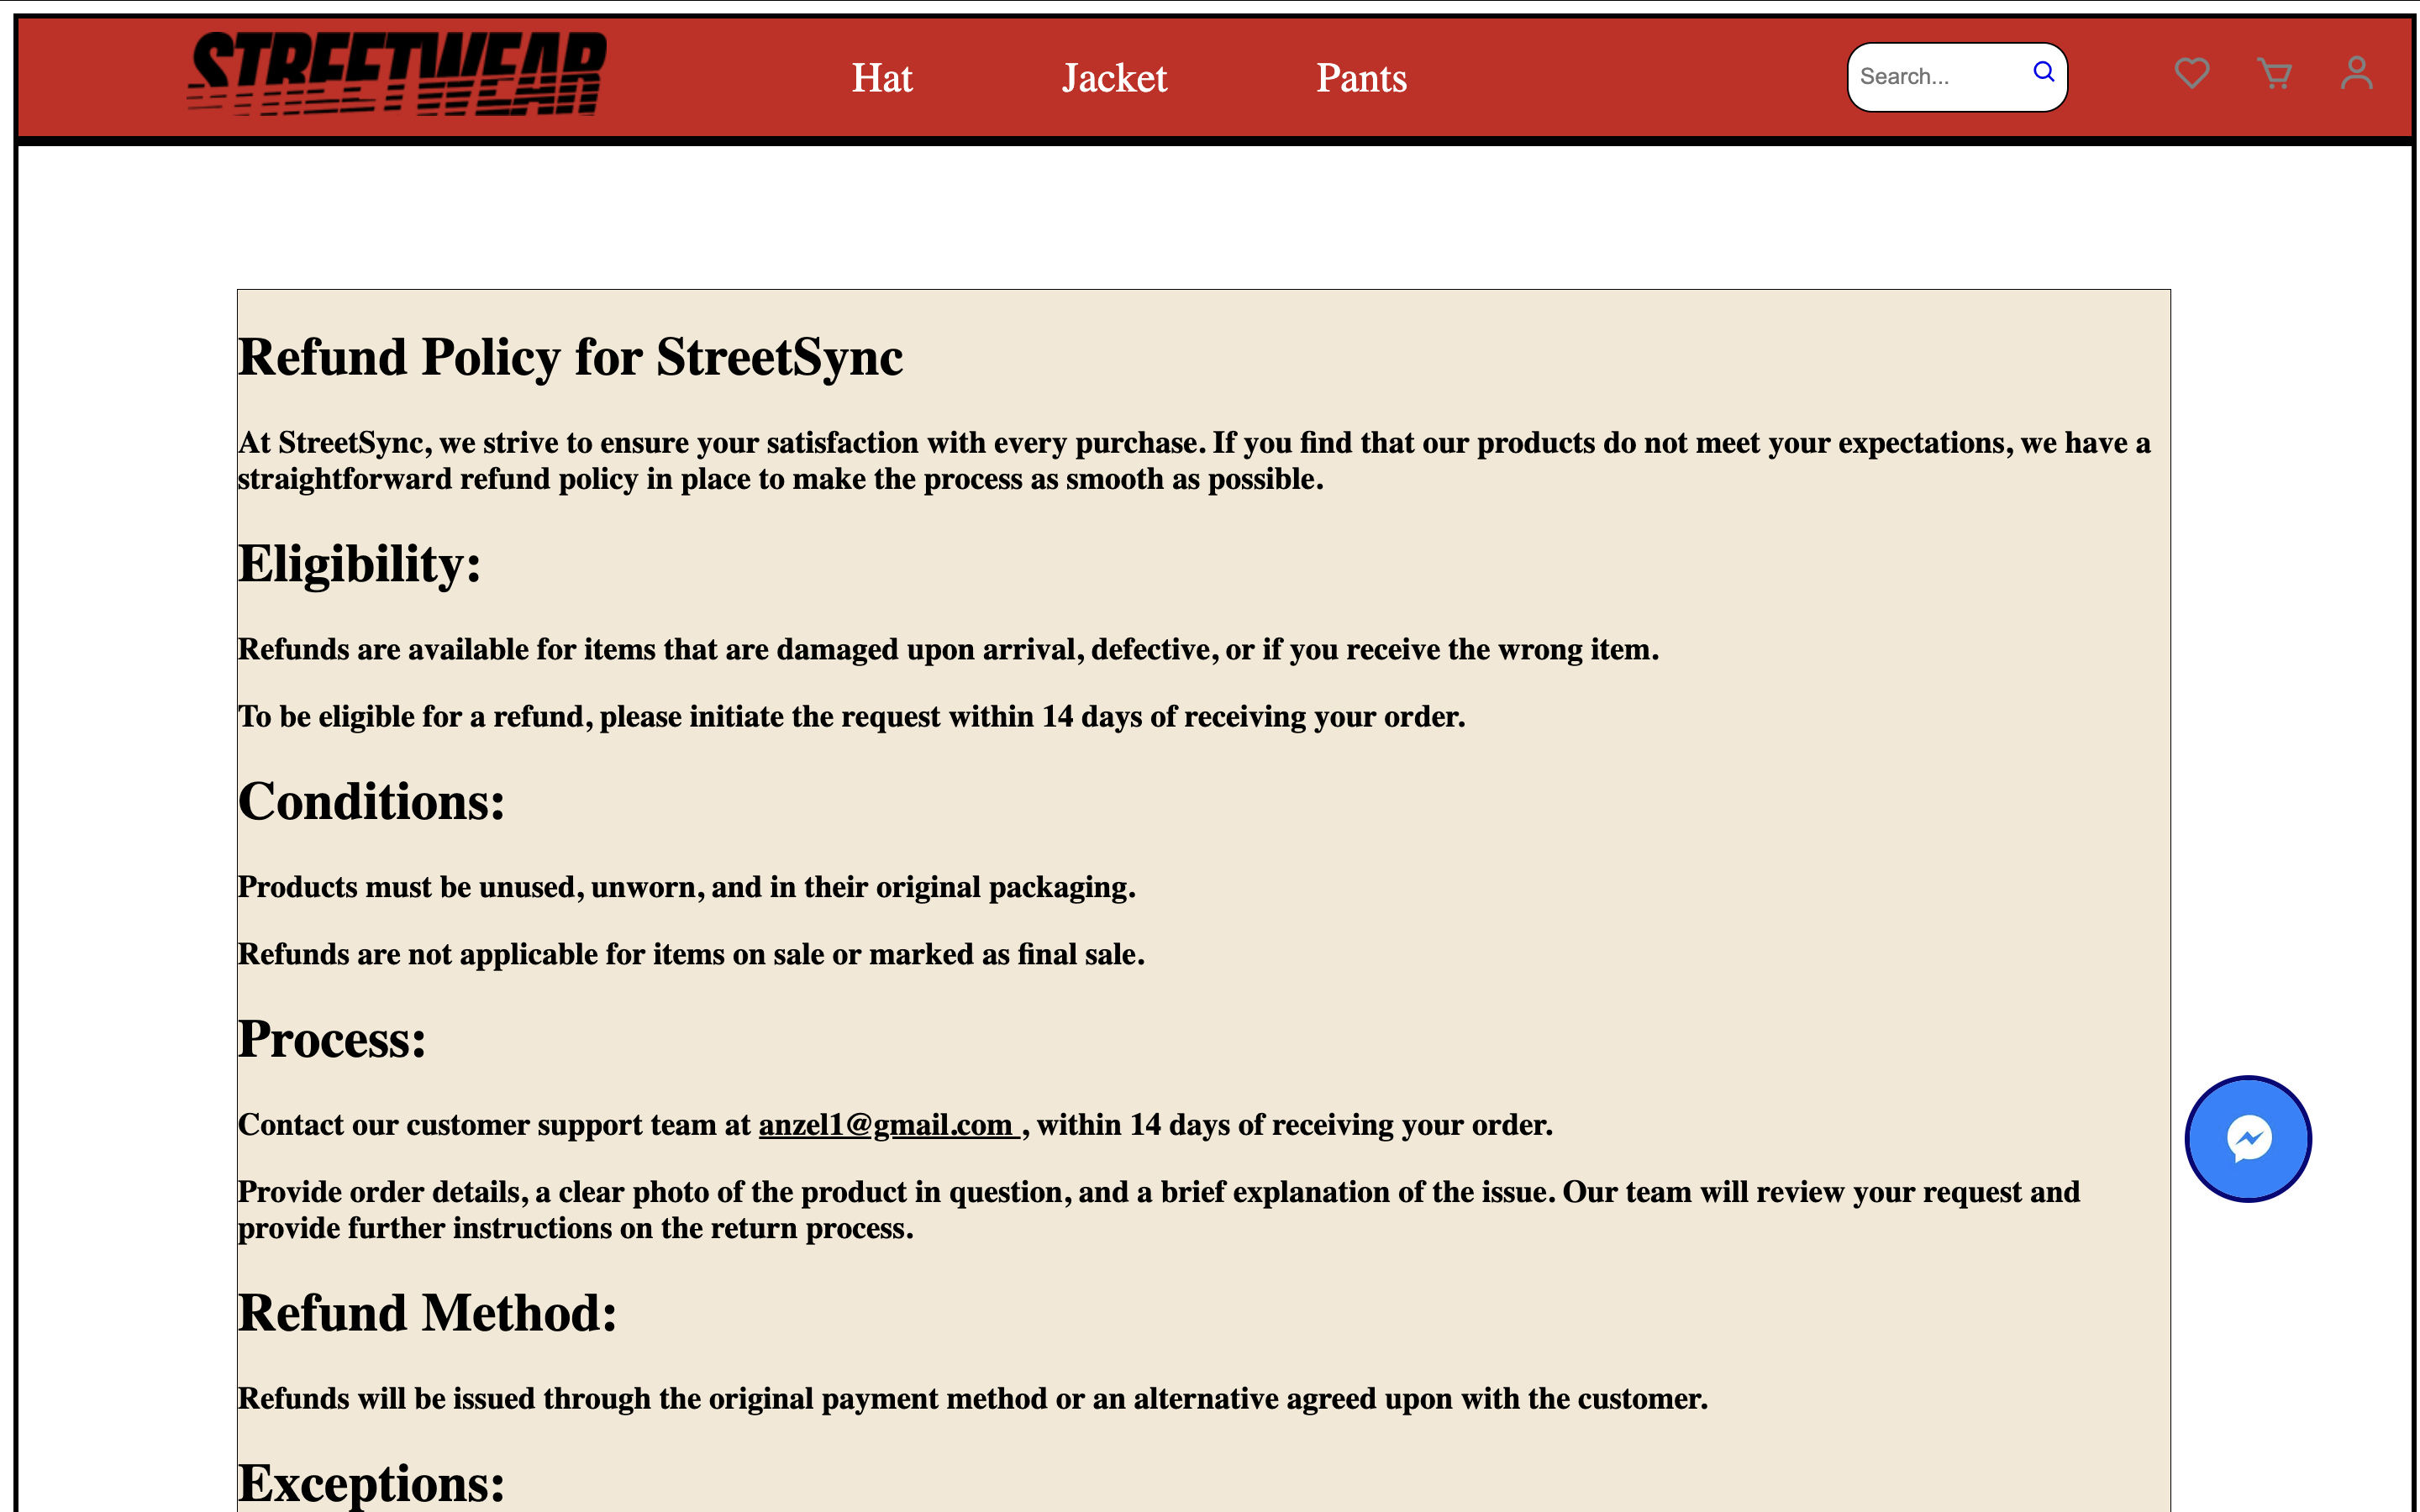 STREETWEAR
Hat
Jacket
Pants
Search...
Refund Policy for StreetSync
At StreetSync, we strive to ensure your satisfaction with every purchase. If you find that our products do not meet your expectations, we have a
straightforward refund policy in place to make the process as smooth as possible.
Eligibility:
Refunds are available for items that are damaged upon arrival, defective, or if you receive the wrong item.
To be eligible for a refund, please initiate the request within 14 days of receiving your order.
Conditions:
Products must be unused, unworn, and in their original packaging.
Refunds are not applicable for items on sale or marked as final sale.
Process:
Contact our customer support team at anzel1@gmail.com , within 14 days of receiving your order.
Provide order details, a clear photo of the product in question, and a brief explanation of the issue. Our team will review your request and
provide further instructions on the return process.
Refund Method:
Refunds will be issued through the original payment method or an alternative agreed upon with the customer.
Exceptions: